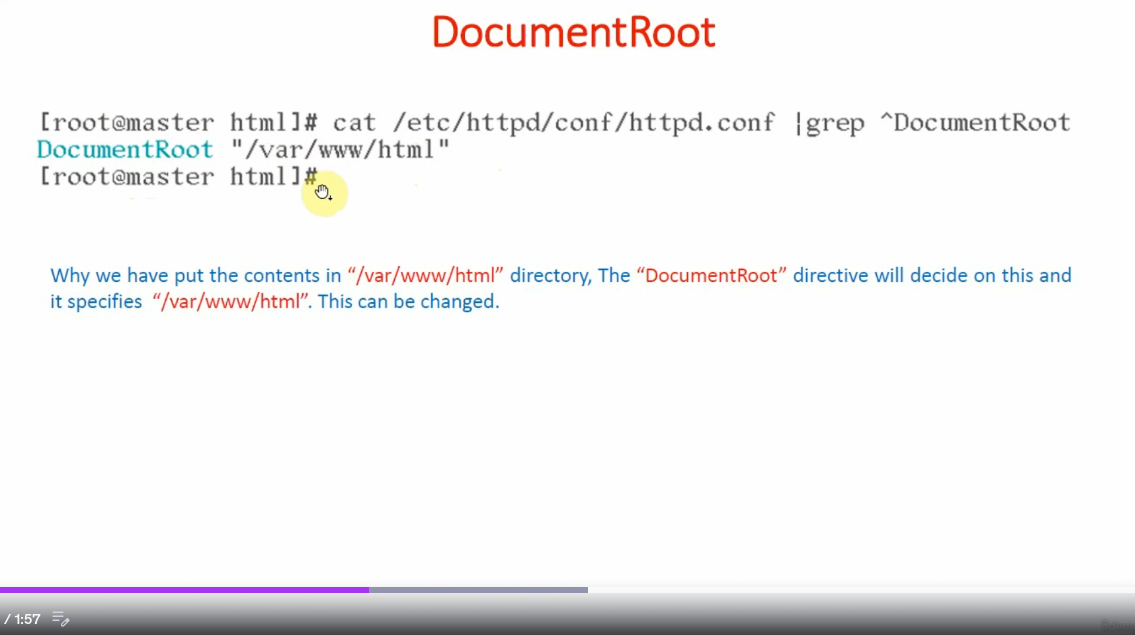 DocumentRoot
[root@master html]# cat /etc/httpd/conf/httpd.conf |grep ^DocumentRoot
DocumentRoot "/var/www/html"
[root@master html]#
Why we have put the contents in “/var/www/html” directory, The “DocumentRoot” directive will decide on this and
it specifies “/var/www/html”. This can be changed.
/ 1:57